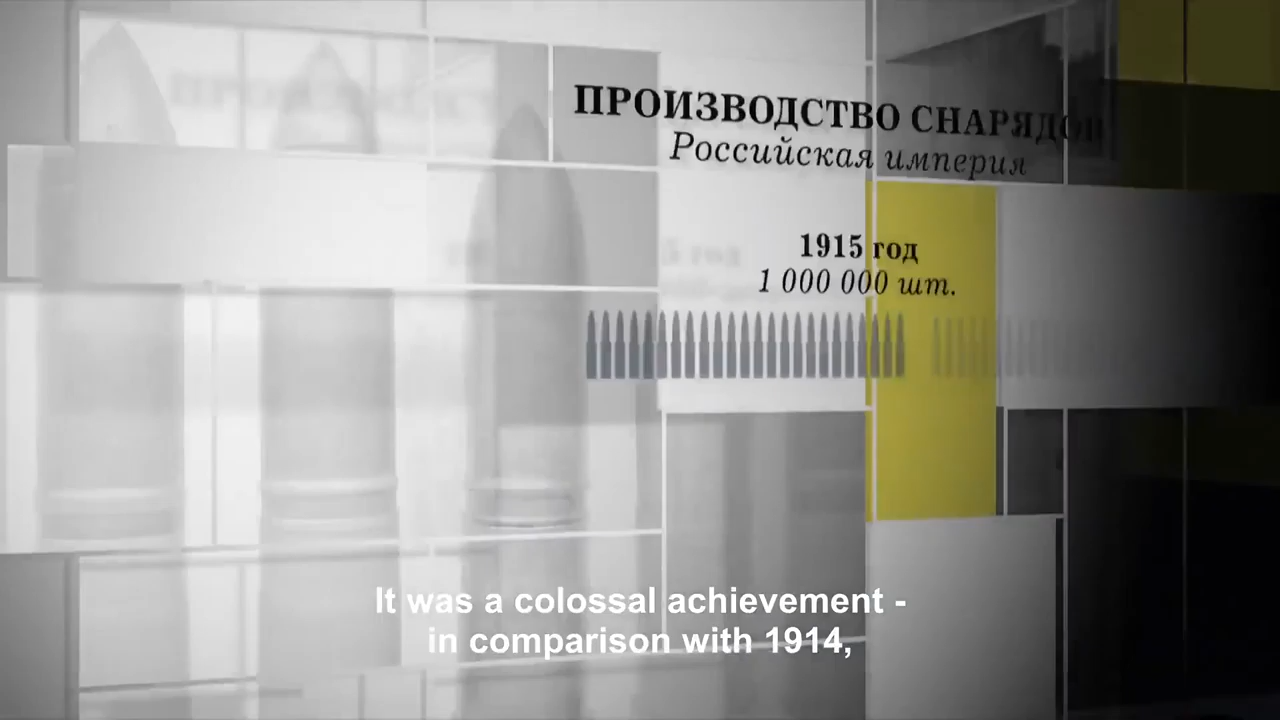 ПРОИЗВОДСТВО СНАРЯДОВ
Российская империя
1915 год
1 000 000 шт.
It was a colossal achievement -
in comparison with 1914,